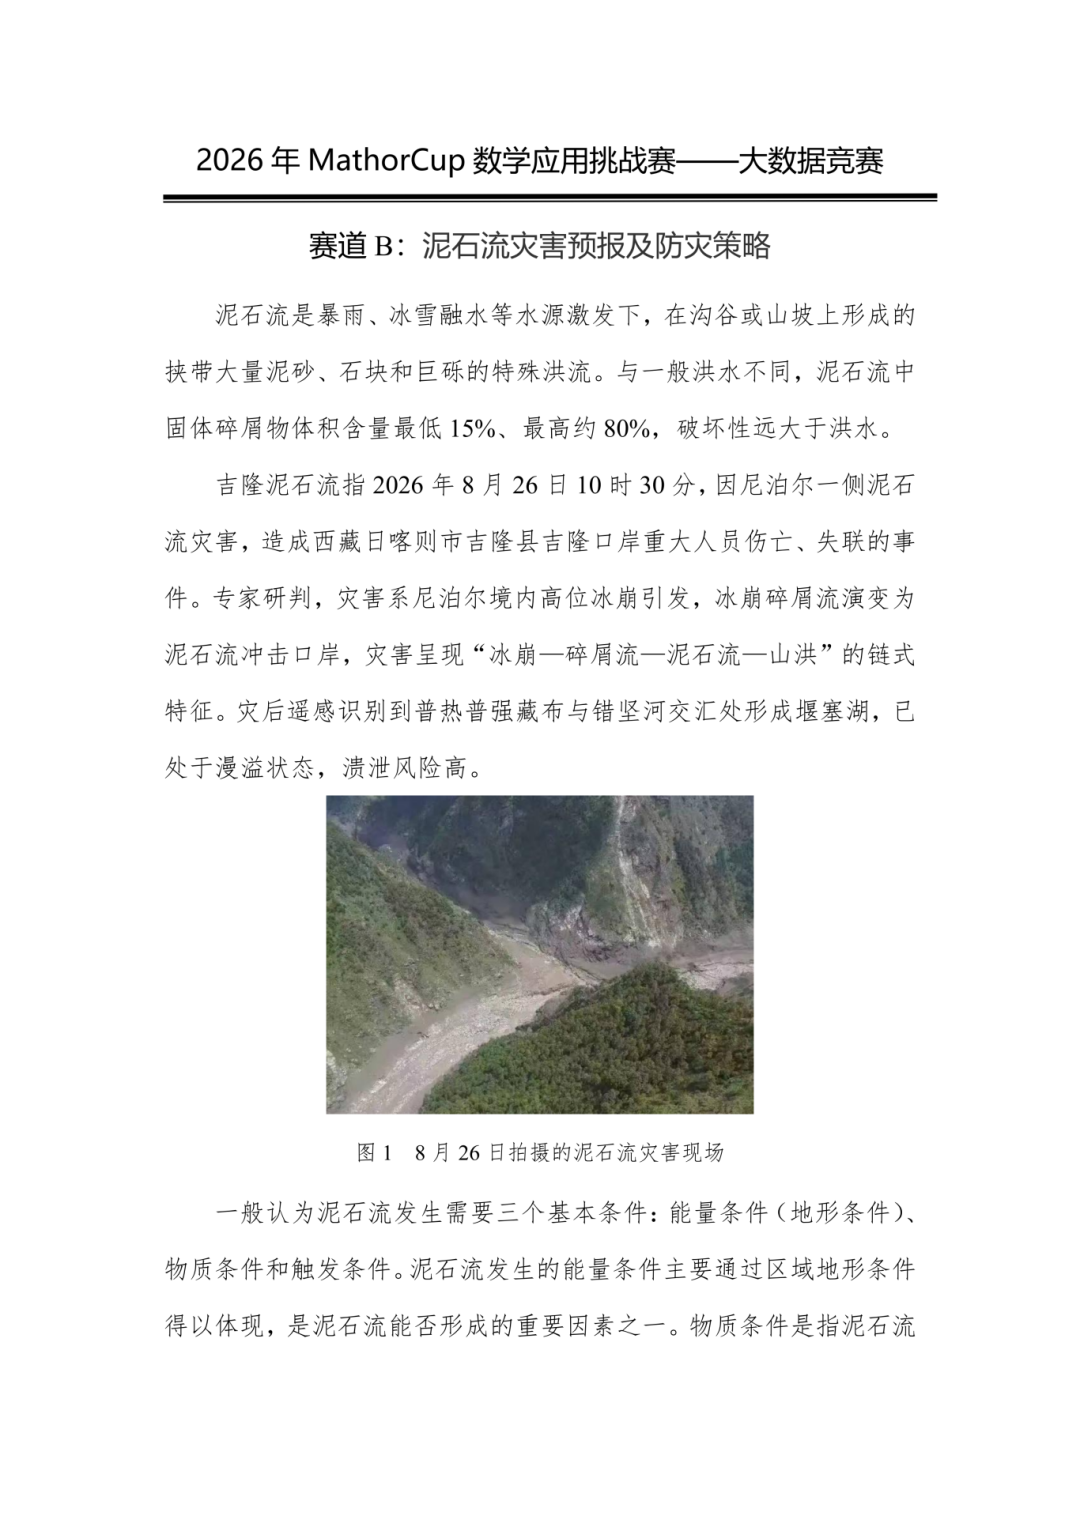 2026 年 MathorCup 数学应用挑战赛——大数据竞赛
赛道 B：泥石流灾害预报及防灾策略
泥石流是暴雨、冰雪融水等水源激发下，在沟谷或山坡上形成的
挟带大量泥砂、石块和巨砾的特殊洪流。与一般洪水不同，泥石流中
固体碎屑物体积含量最低 15%、最高约 80%，破坏性远大于洪水。
吉隆泥石流指 2026 年 8 月 26 日 10 时 30 分，因尼泊尔一侧泥石
流灾害，造成西藏日喀则市吉隆县吉隆口岸重大人员伤亡、失联的事
件。专家研判，灾害系尼泊尔境内高位冰崩引发，冰崩碎屑流演变为
泥石流冲击口岸，灾害呈现“冰崩—碎屑流—泥石流—山洪”的链式
特征。灾后遥感识别到普热普强藏布与错坚河交汇处形成堰塞湖，已
处于漫溢状态，溃泄风险高。
图 1　8 月 26 日拍摄的泥石流灾害现场
一般认为泥石流发生需要三个基本条件：能量条件（地形条件）、
物质条件和触发条件。泥石流发生的能量条件主要通过区域地形条件
得以体现，是泥石流能否形成的重要因素之一。物质条件是指泥石流